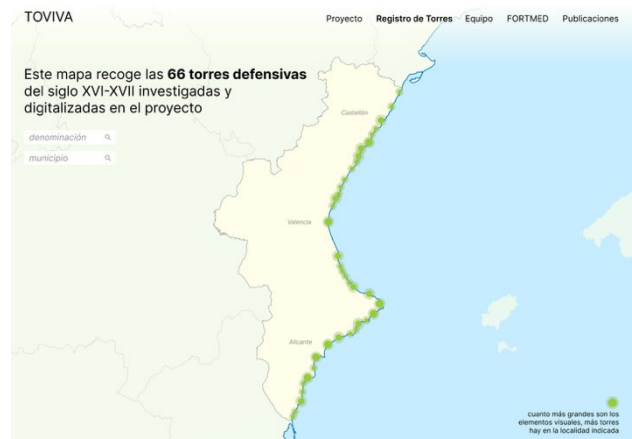 TOVIVA
Proyecto Registro de Torres Equipo FORTMED Publicaciones
Este mapa recoge las 66 torres defensivas
del siglo XVI-XVII investigadas y
digitalizadas en el proyecto
denominación
municipio
Castellón
Valencia
Alicante
cuanto más grandes son los
elementos visuales, más torres
hay en la localidad indicada